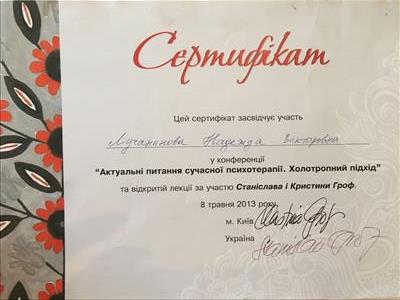 Сертифікат
Цей сертифікат засвідчує участь
Лучанинова Надежда Викторовна
у конференції
“Актуальні питання сучасної психотерапії. Холотропний підхід”
та відкритій лекції за участю Станіслава і Кристини Гроф.
8 травня 2013 року
м. Київ
Україна